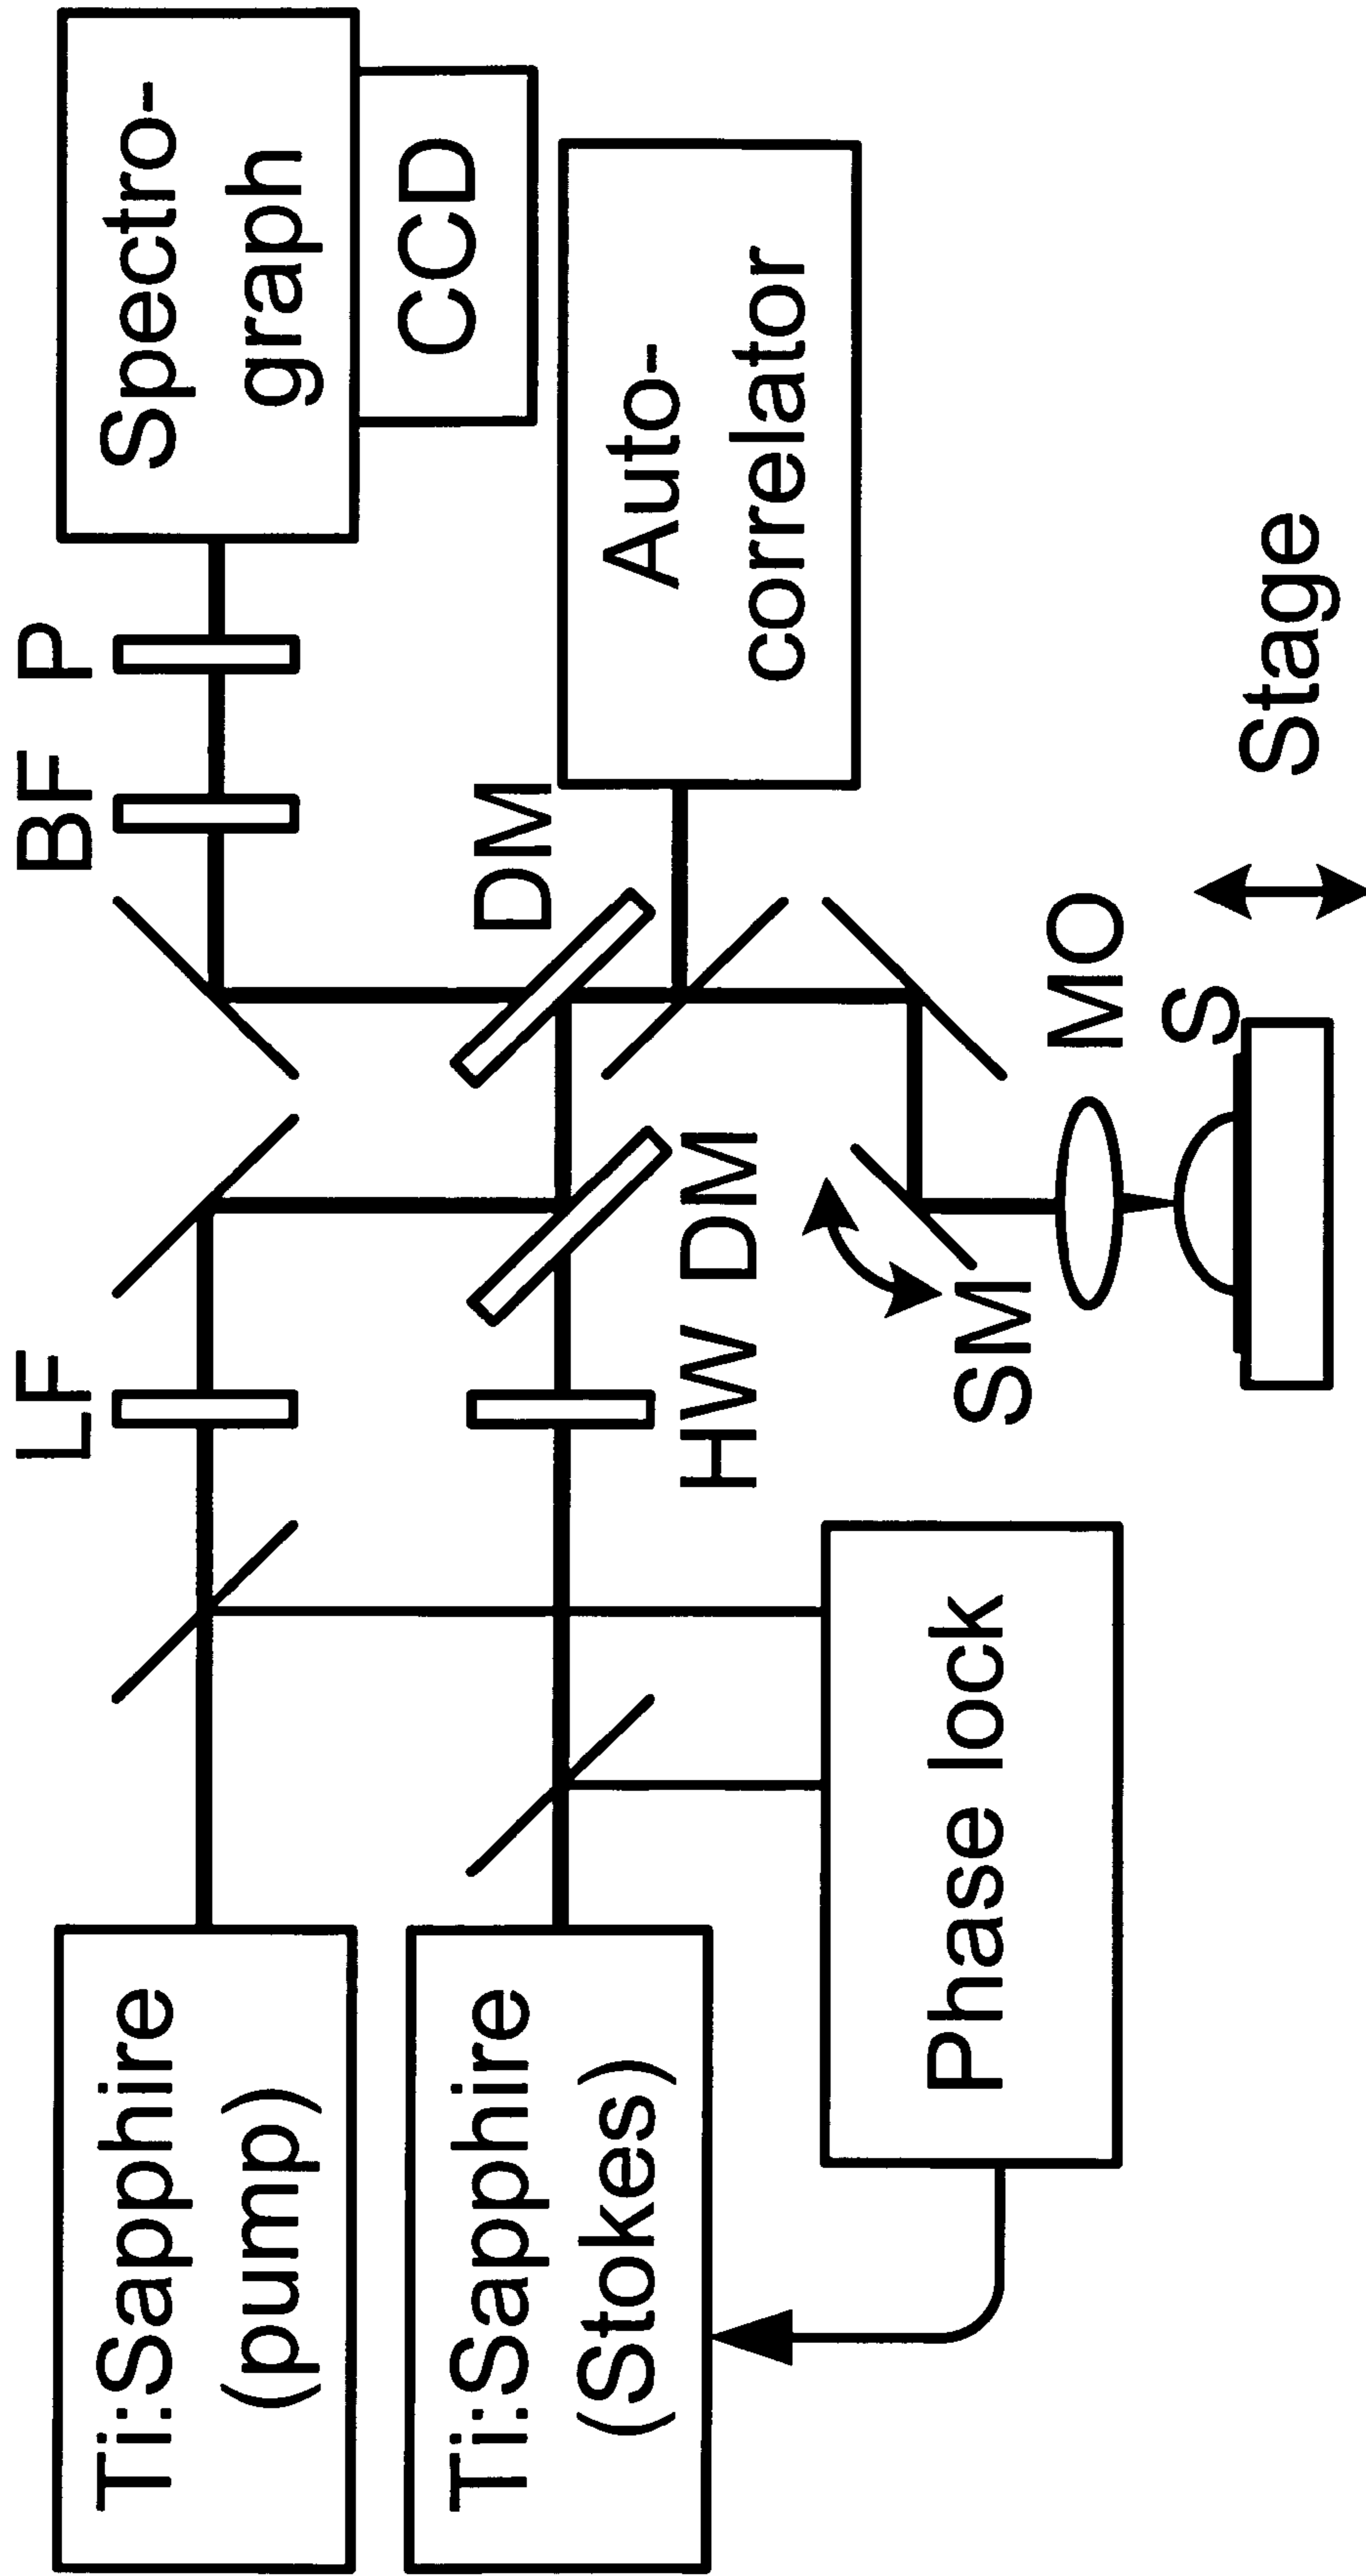 Ti:Sapphire
(pump)
LF
BF
P
Spectro-
graph
CCD
Ti:Sapphire
(Stokes)
HW
DM
DM
Auto-
correlator
Phase lock
SM
MO
S
Stage